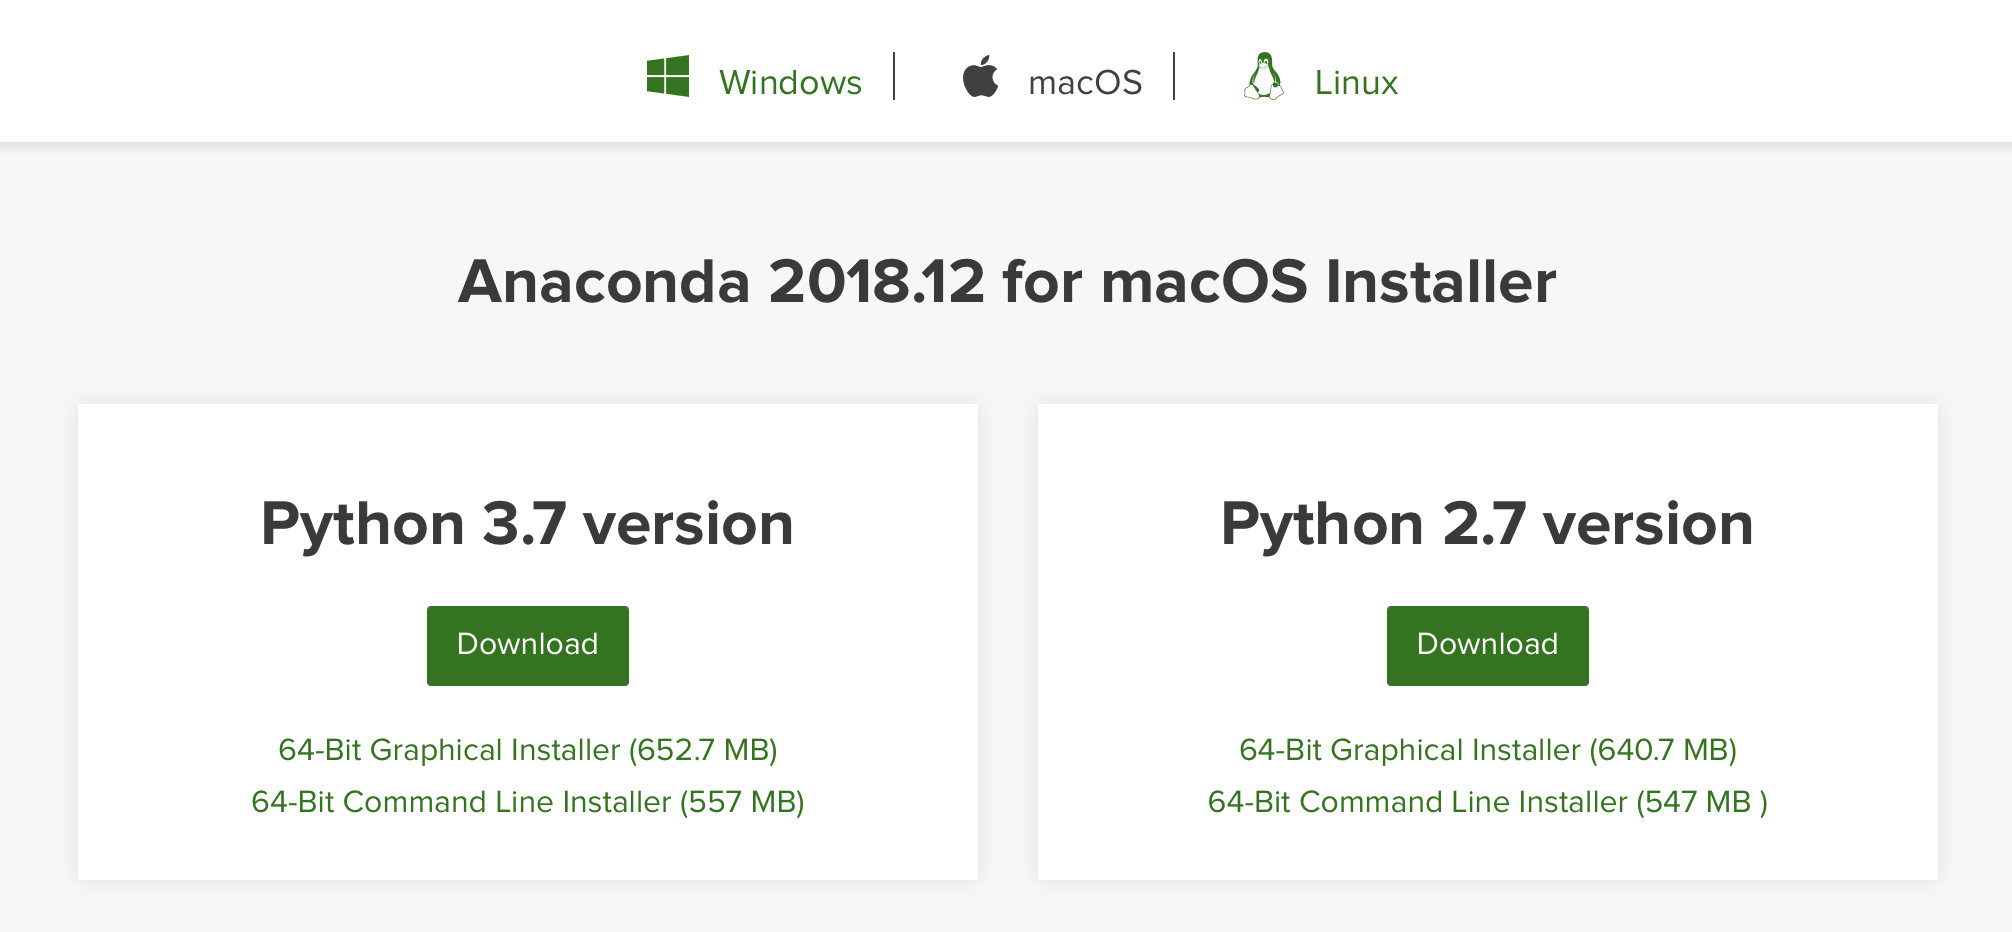 Windows | macOS | Linux
Anaconda 2018.12 for macOS Installer
Python 3.7 version
Download
64-Bit Graphical Installer (652.7 MB)
64-Bit Command Line Installer (557 MB)
Python 2.7 version
Download
64-Bit Graphical Installer (640.7 MB)
64-Bit Command Line Installer (547 MB )